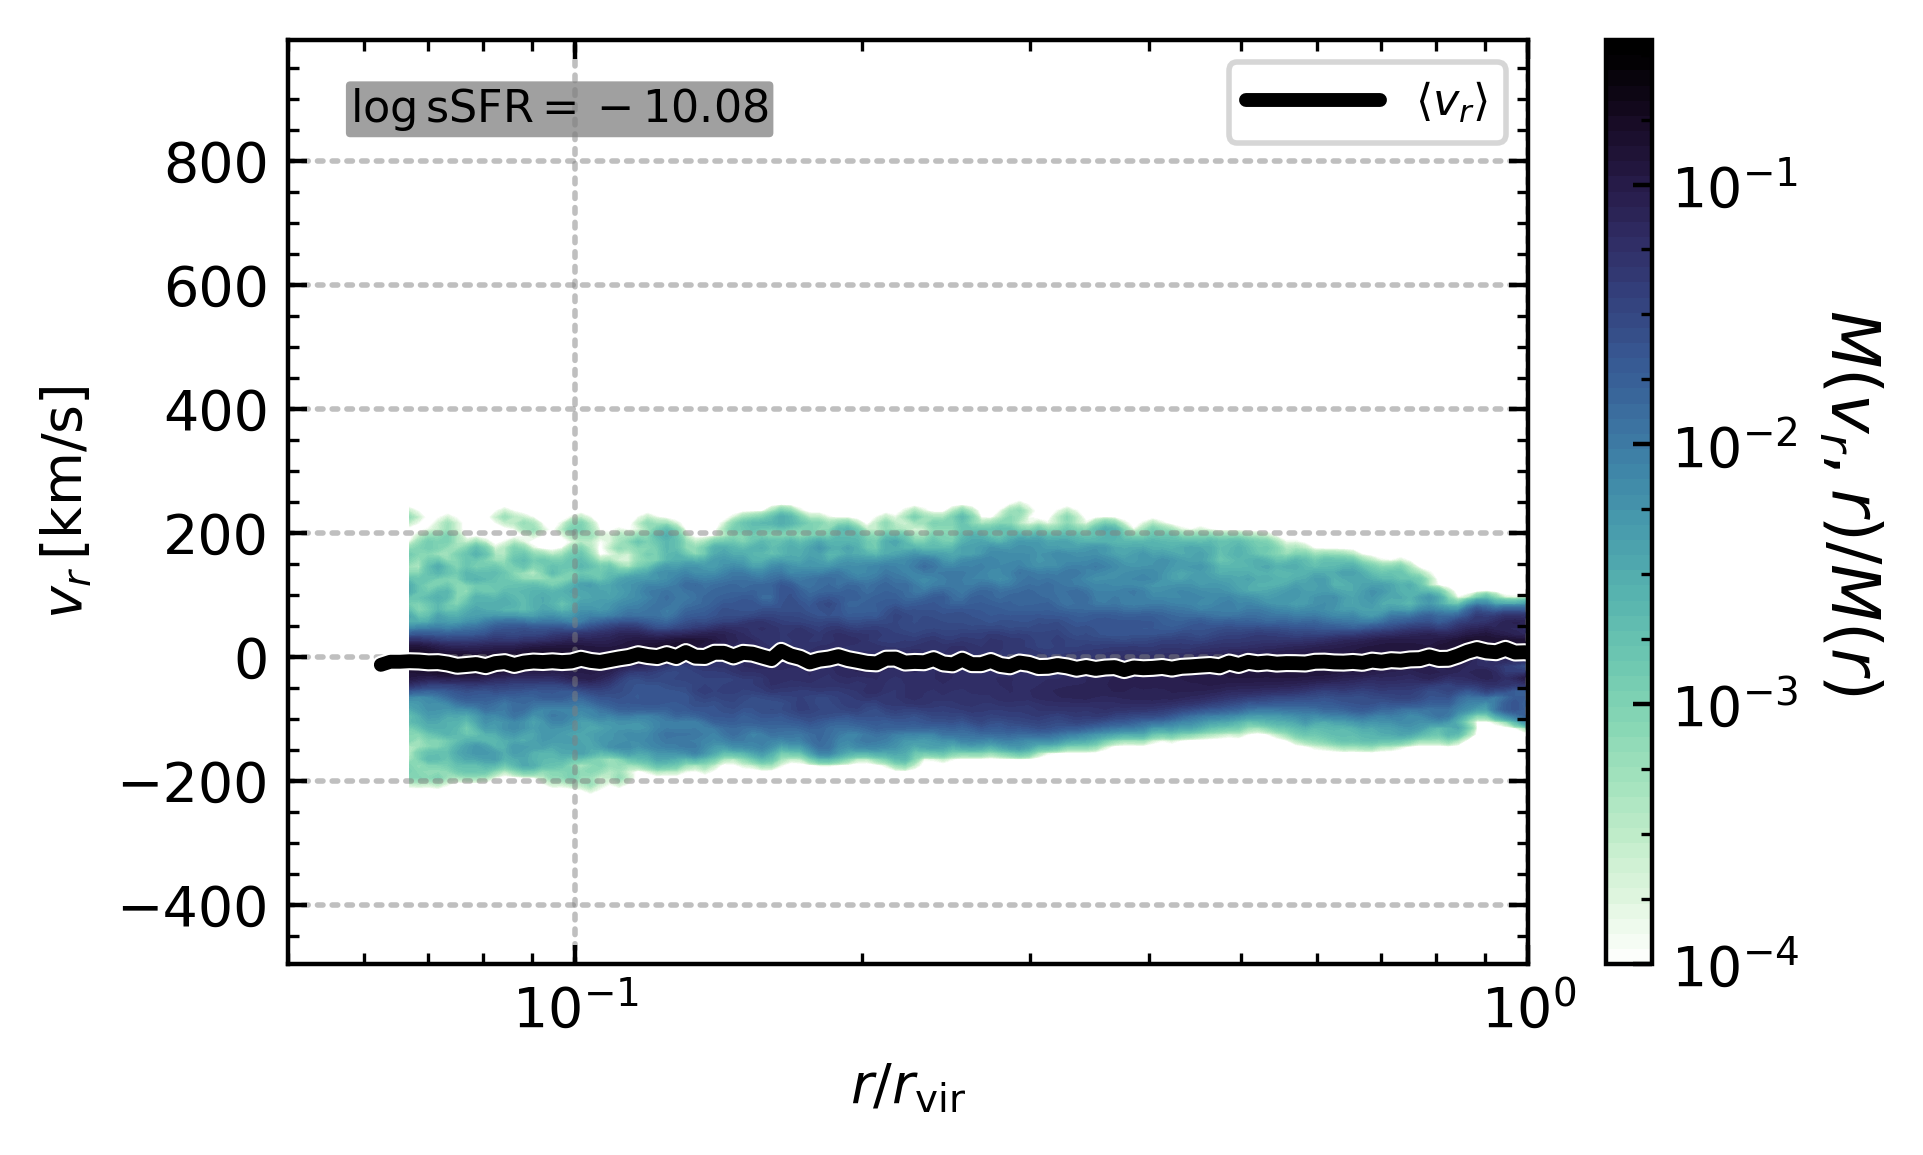 log sSFR = −10.08
⟨v_r⟩
800
600
400
200
0
−200
−400
v_r [km/s]
10^−1
10^0
r/r_vir
10^−1
10^−2
10^−3
10^−4
M(v_r, r)/M(r)